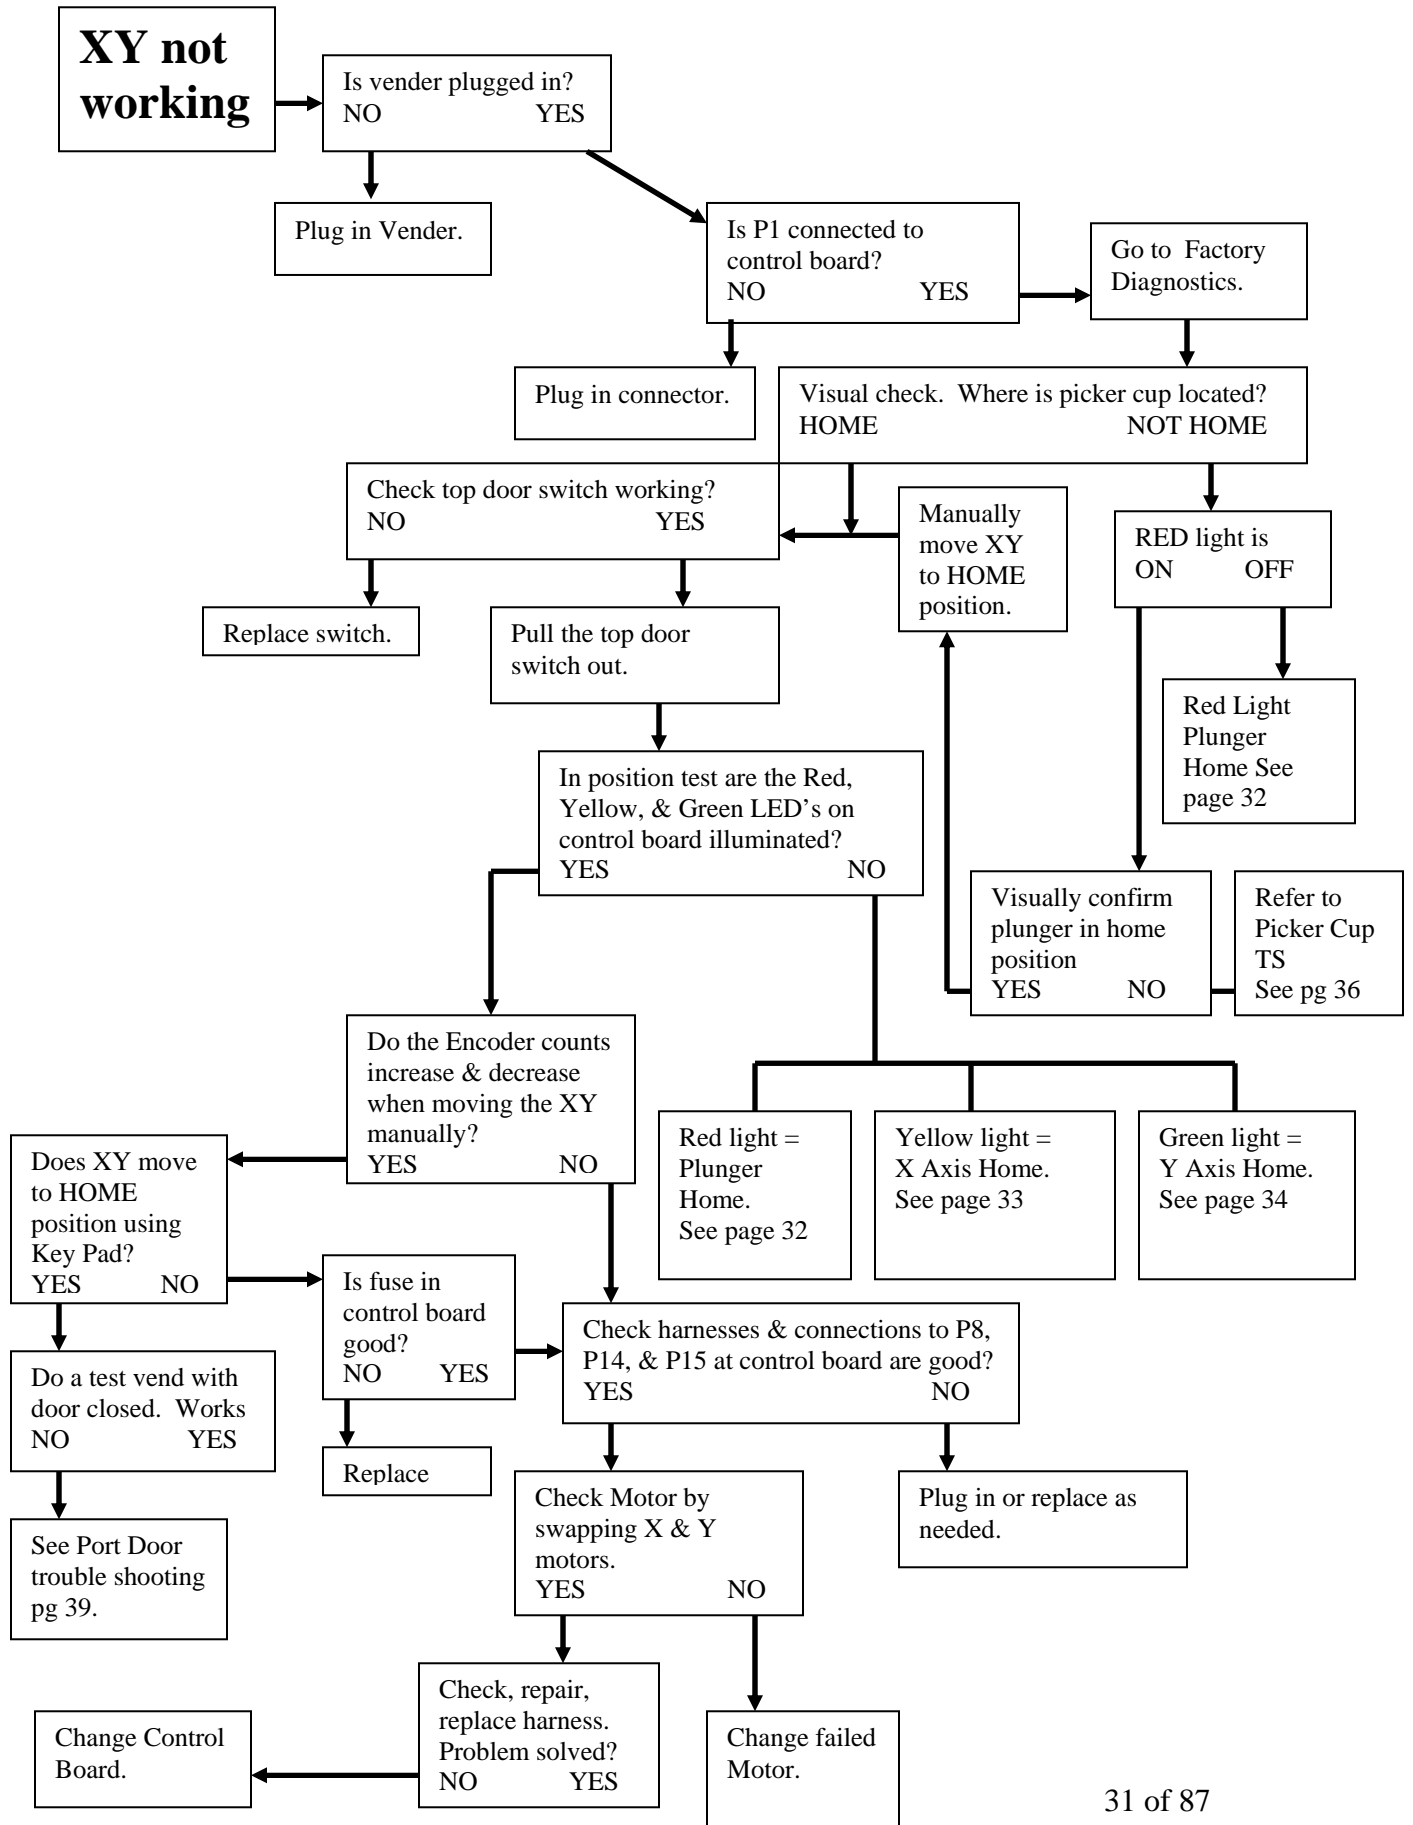 XY not
working
Is vender plugged in?
NO YES
Plug in Vender.
Is P1 connected to
control board?
NO YES
Go to Factory
Diagnostics.
Plug in connector.
Visual check. Where is picker cup located?
HOME NOT HOME
Check top door switch working?
NO YES
Manually
move XY
to HOME
position.
RED light is
ON OFF
Replace switch.
Pull the top door
switch out.
Red Light
Plunger
Home See
page 32
In position test are the Red,
Yellow, & Green LED's on
control board illuminated?
YES NO
Visually confirm
plunger in home
position
YES NO
Refer to
Picker Cup
TS
See pg 36
Do the Encoder counts
increase & decrease
when moving the XY
manually?
YES NO
Red light =
Plunger
Home.
See page 32
Yellow light =
X Axis Home.
See page 33
Green light =
Y Axis Home.
See page 34
Does XY move
to HOME
position using
Key Pad?
YES NO
Is fuse in
control board
good?
NO YES
Check harnesses & connections to P8,
P14, & P15 at control board are good?
YES NO
Do a test vend with
door closed. Works
NO YES
Replace
Check Motor by
swapping X & Y
motors.
YES NO
Plug in or replace as
needed.
See Port Door
trouble shooting
pg 39.
Check, repair,
replace harness.
Problem solved?
NO YES
Change Control
Board.
Change failed
Motor.
31 of 87